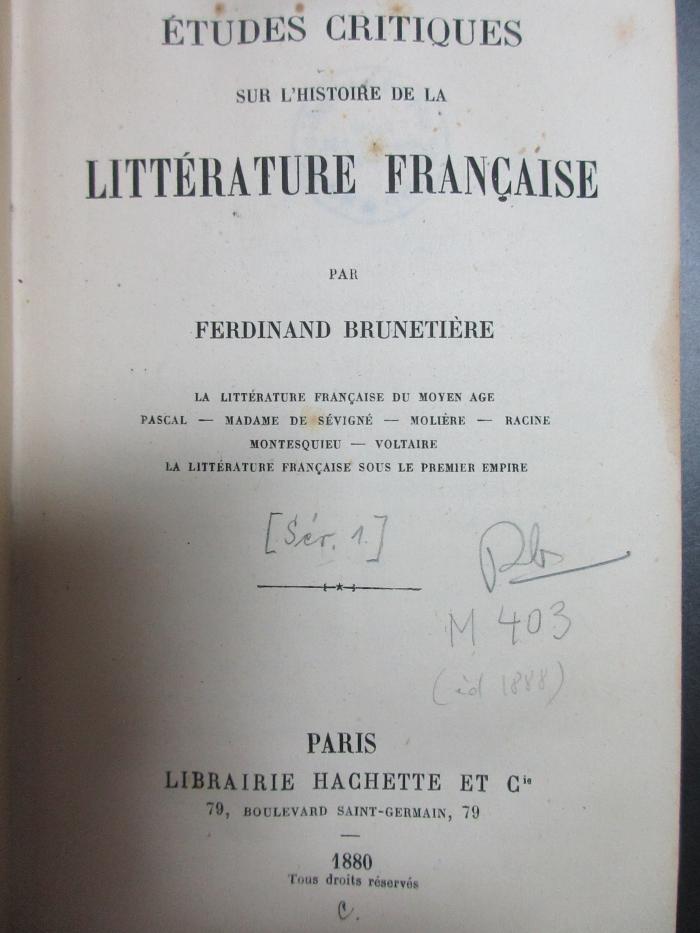 ÉTUDES CRITIQUES
SUR L'HISTOIRE DE LA
LITTÉRATURE FRANÇAISE
PAR
FERDINAND BRUNETIÈRE
LA LITTÉRATURE FRANÇAISE DU MOYEN AGE
PASCAL — MADAME DE SÉVIGNÉ — MOLIÈRE — RACINE
MONTESQUIEU — VOLTAIRE
LA LITTÉRATURE FRANÇAISE SOUS LE PREMIER EMPIRE
[Sér. 1.]
M 403
(éd 1888)
PARIS
LIBRAIRIE HACHETTE ET Cie
79, BOULEVARD SAINT-GERMAIN, 79
1880
Tous droits réservés
C.